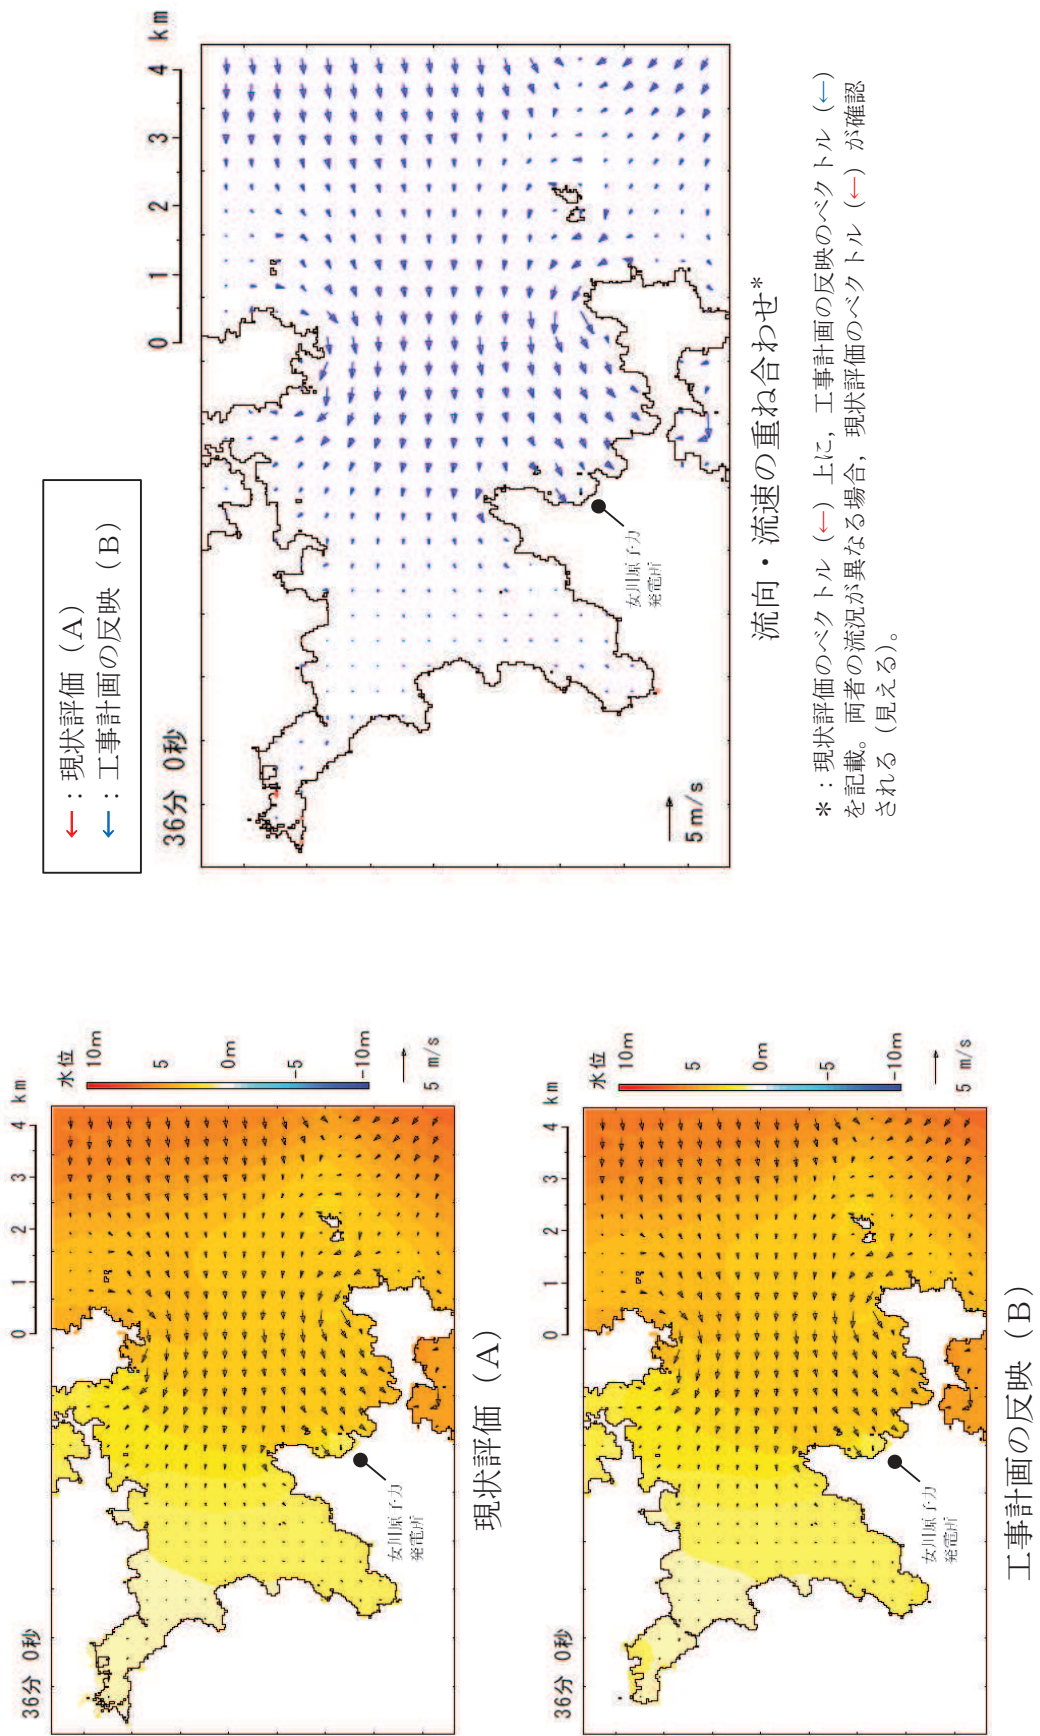 ←：現状評価（A）
←：工事計画の反映（B）
36分 0秒
0 1 2 3 4 km
女川原子力
発電所
5m/s
流向・流速の重ね合わせ*
*：現状評価のベクトル（←）上に，工事計画の反映のベクトル（←）
を記載。両者の流況が異なる場合，現状評価のベクトル（←）が確認
される（見える）。
36分 0秒
0 1 2 3 4 km
水位
10m
5
0m
-5
-10m
5 m/s
女川原子力
発電所
現状評価（A）
36分 0秒
0 1 2 3 4 km
水位
10m
5
0m
-5
-10m
5 m/s
女川原子力
発電所
工事計画の反映（B）